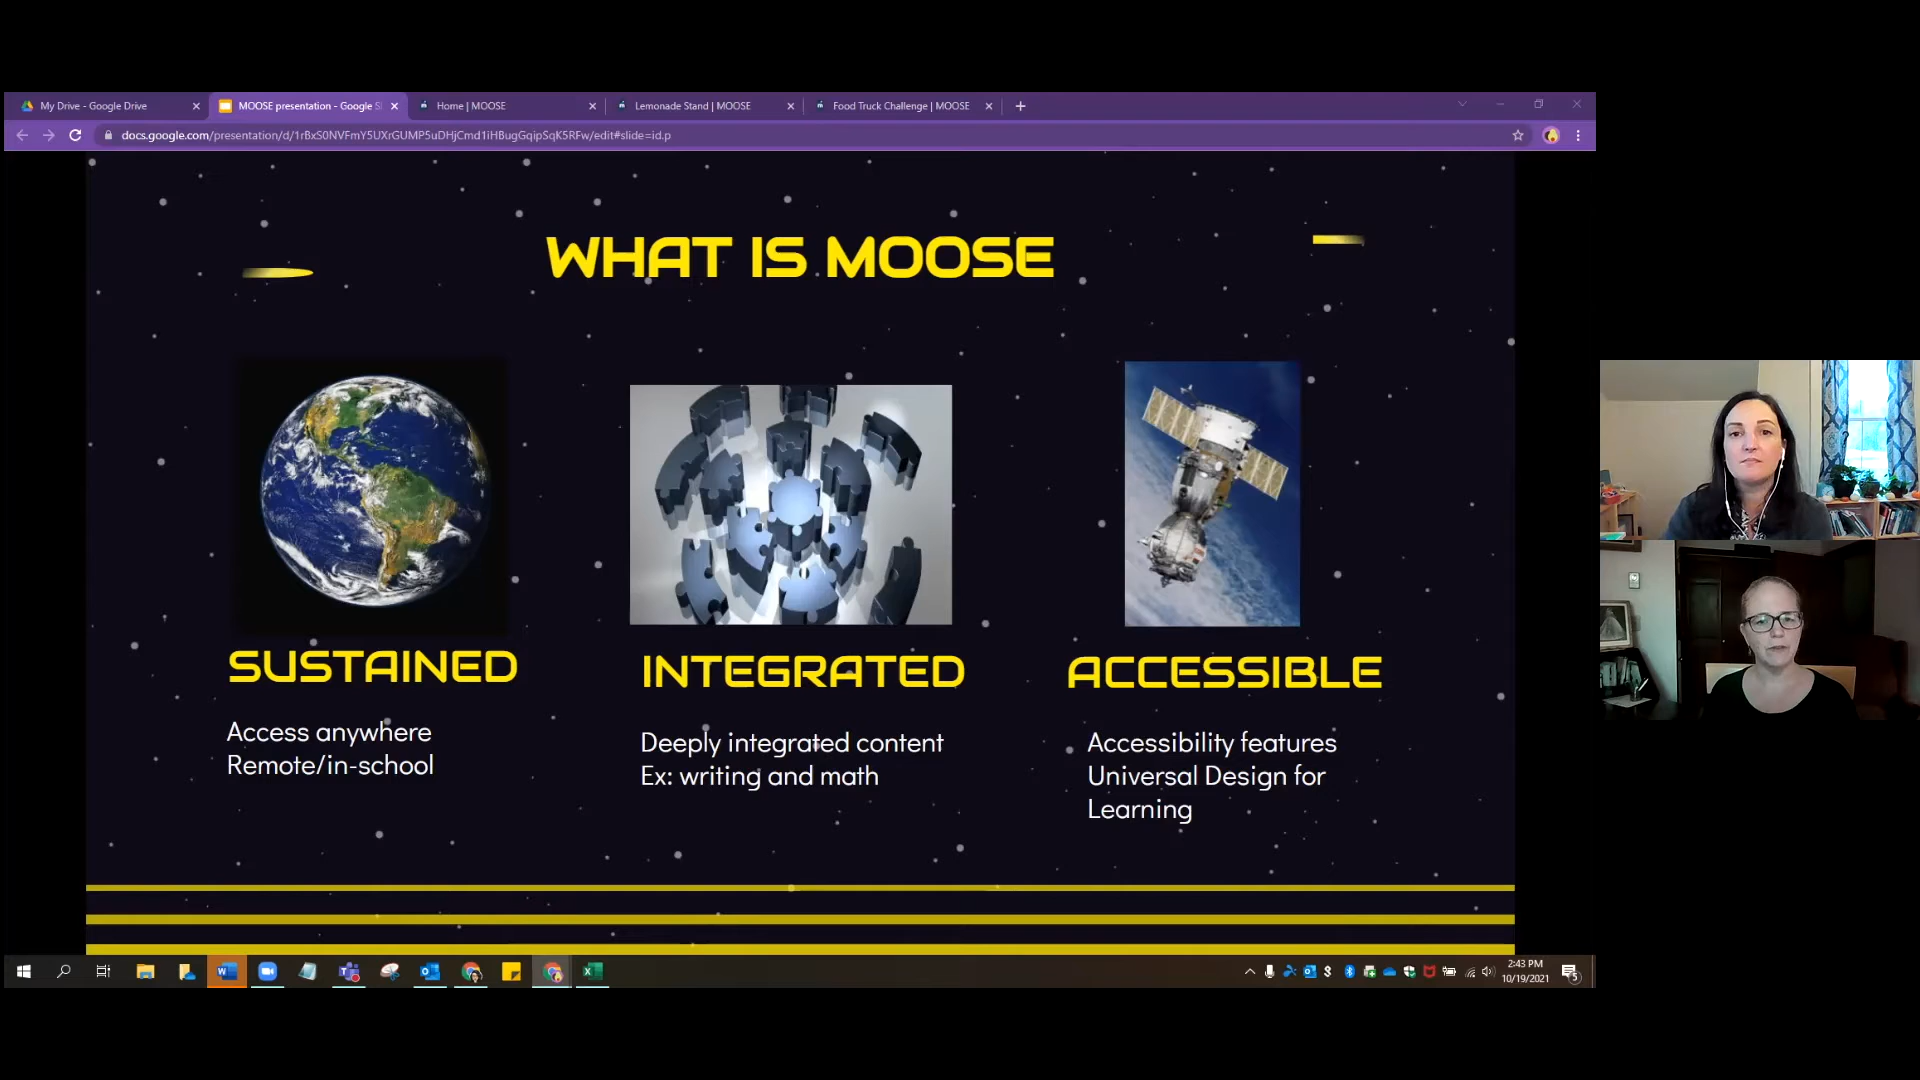 My Drive - Google Drive
MOOSE presentation - Google S
Home | MOOSE
Lemonade Stand | MOOSE
Food Truck Challenge | MOOSE
docs.google.com/presentation/d/1rBxS0NVFmY5UXrGUMP5uDHjCmd1iHBugGqipSqK5RFw/edit#slide=id.p
WHAT IS MOOSE
SUSTAINED
Access anywhere
Remote/in-school
INTEGRATED
Deeply integrated content
Ex: writing and math
ACCESSIBLE
Accessibility features
Universal Design for
Learning
2:43 PM
10/19/2021
5